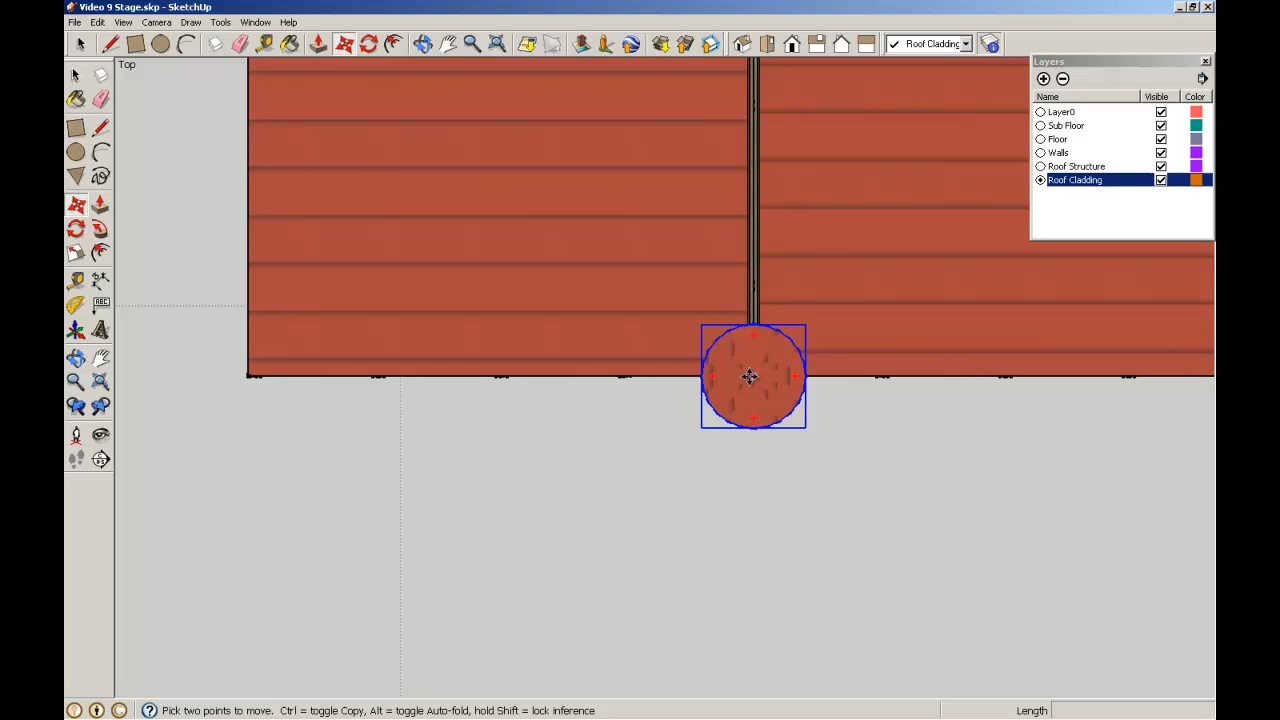 Video 9 Stage.skp - SketchUp
File Edit View Camera Draw Tools Window Help
Roof Cladding
Top
Layers
Name Visible Color
Layer0
Sub Floor
Floor
Walls
Roof Structure
Roof Cladding
ABC
Pick two points to move. Ctrl = toggle Copy, Alt = toggle Auto-fold, hold Shift = lock inference
Length